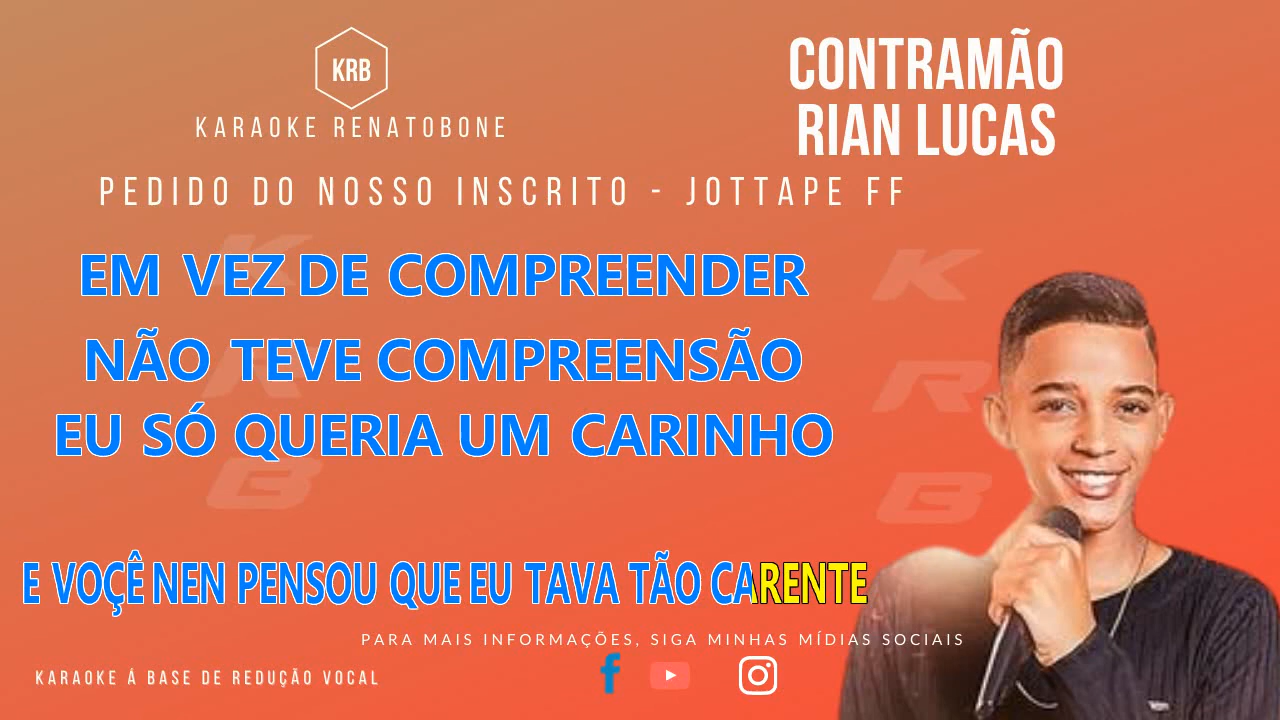 KRB
KARAOKE RENATOBONE
CONTRAMÃO
RIAN LUCAS
PEDIDO DO NOSSO INSCRITO - JOTTAPE FF
EM VEZ DE COMPREENDER
NÃO TEVE COMPREENSÃO
EU SÓ QUERIA UM CARINHO
E VOÇÊ NEN PENSOU QUE EU TAVA TÃO CARENTE
K
R
B
K
R
B
PARA MAIS INFORMAÇÕES, SIGA MINHAS MÍDIAS SOCIAIS
KARAOKE Á BASE DE REDUÇÃO VOCAL
f